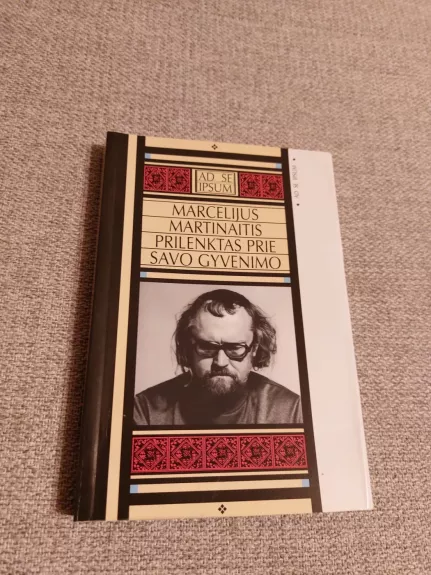 AD SE
IPSUM
MARCELIJUS
MARTINAITIS
PRILENKTAS PRIE
SAVO GYVENIMO